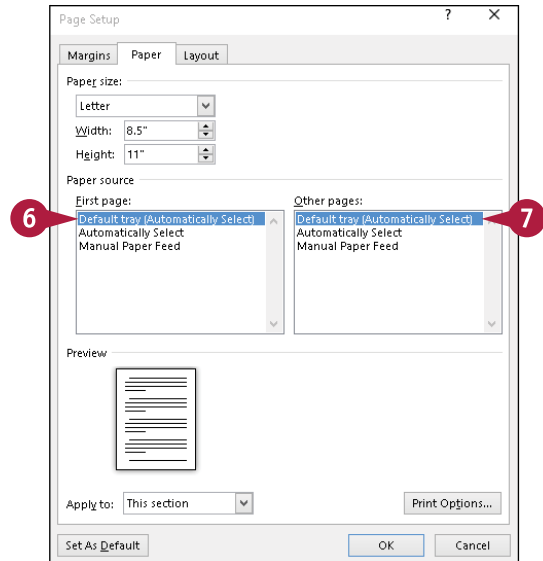 Page Setup ? ×
Margins Paper Layout
Paper size:
Letter
Width: 8.5"
Height: 11"
Paper source
First page: Other pages:
6 Default tray (Automatically Select) Default tray (Automatically Select) 7
Automatically Select Automatically Select
Manual Paper Feed Manual Paper Feed
Preview
Apply to: This section Print Options...
Set As Default OK Cancel